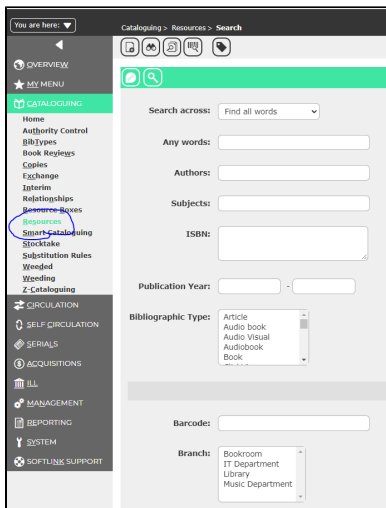 You are here:
Cataloguing > Resources > Search
OVERVIEW
MY MENU
CATALOGUING
Home
Authority Control
BibTypes
Book Reviews
Copies
Exchange
Interim
Relationships
Resource Boxes
Resources
Smart Cataloguing
Stocktake
Substitution Rules
Weeded
Weeding
Z-Cataloguing
CIRCULATION
SELF CIRCULATION
SERIALS
ACQUISITIONS
ILL
MANAGEMENT
REPORTING
SYSTEM
SOFTLINK SUPPORT
Search across: Find all words
Any words:
Authors:
Subjects:
ISBN:
Publication Year: -
Bibliographic Type: Article
Audio book
Audio Visual
Audiobook
Book
Barcode:
Branch: Bookroom
IT Department
Library
Music Department